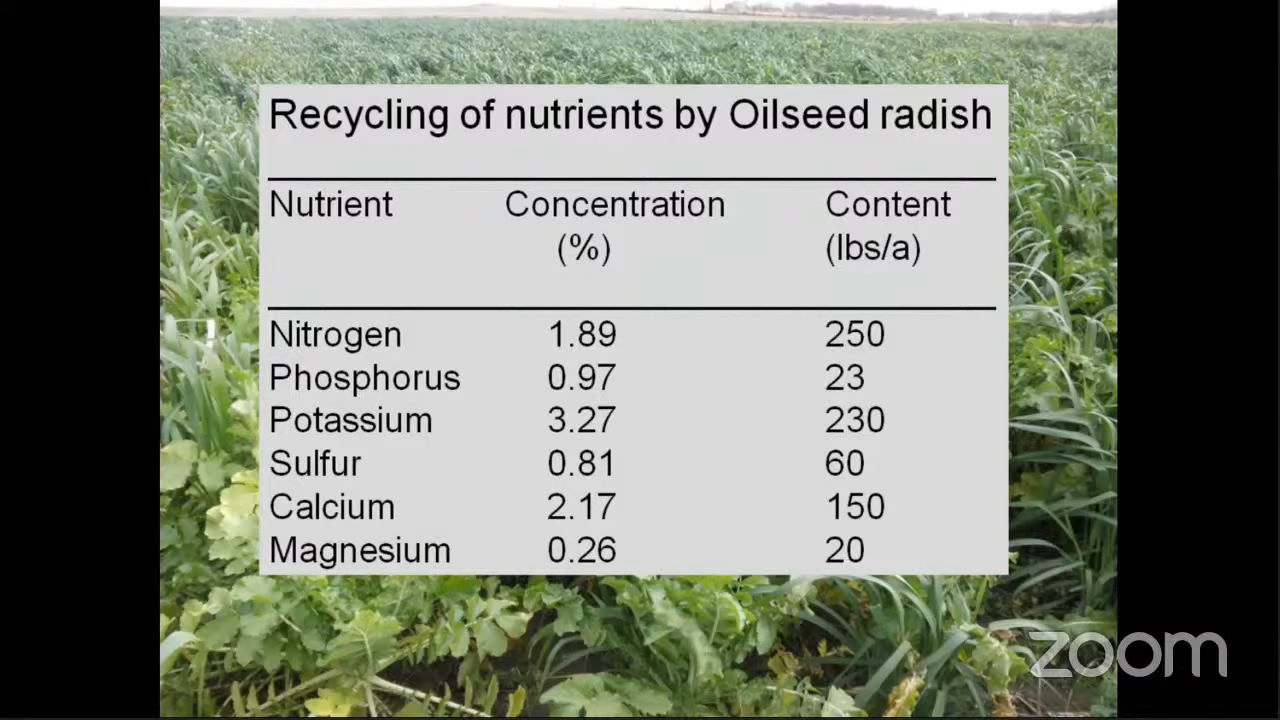 Recycling of nutrients by Oilseed radish
Nutrient Concentration Content
(%) (lbs/a)
Nitrogen 1.89 250
Phosphorus 0.97 23
Potassium 3.27 230
Sulfur 0.81 60
Calcium 2.17 150
Magnesium 0.26 20
zoom